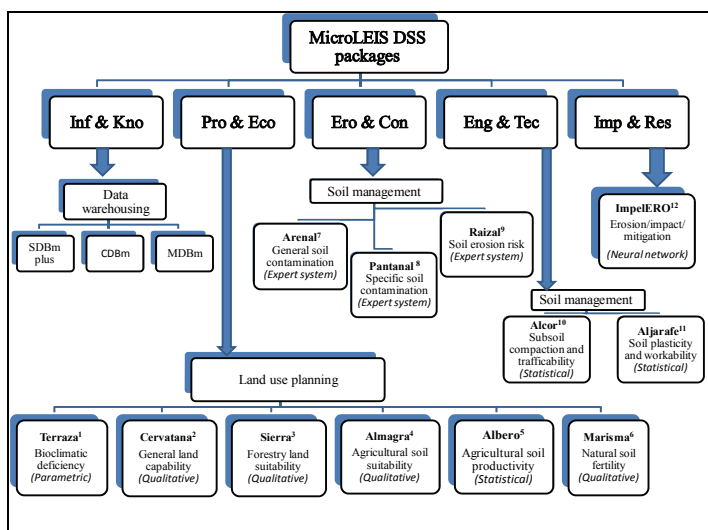 MicroLEIS DSS
packages
Inf & Kno
Pro & Eco
Ero & Con
Eng & Tec
Imp & Res
Data
warehousing
SDBm
plus
CDBm
MDBm
Soil management
Arenal7
General soil
contamination
(Expert system)
Pantanal 8
Specific soil
contamination
(Expert system)
Raizal9
Soil erosion risk
(Expert system)
ImpelERO12
Erosion/impact/
mitigation
(Neural network)
Soil management
Alcor10
Subsoil
compaction and
trafficability
(Statistical)
Aljarafe11
Soil plasticity
and workability
(Statistical)
Land use planning
Terraza1
Bioclimatic
deficiency
(Parametric)
Cervatana2
General land
capability
(Qualitative)
Sierra3
Forestry land
suitability
(Qualitative)
Almagra4
Agricultural soil
suitability
(Qualitative)
Albero5
Agricultural soil
productivity
(Statistical)
Marisma6
Natural soil
fertility
(Qualitative)